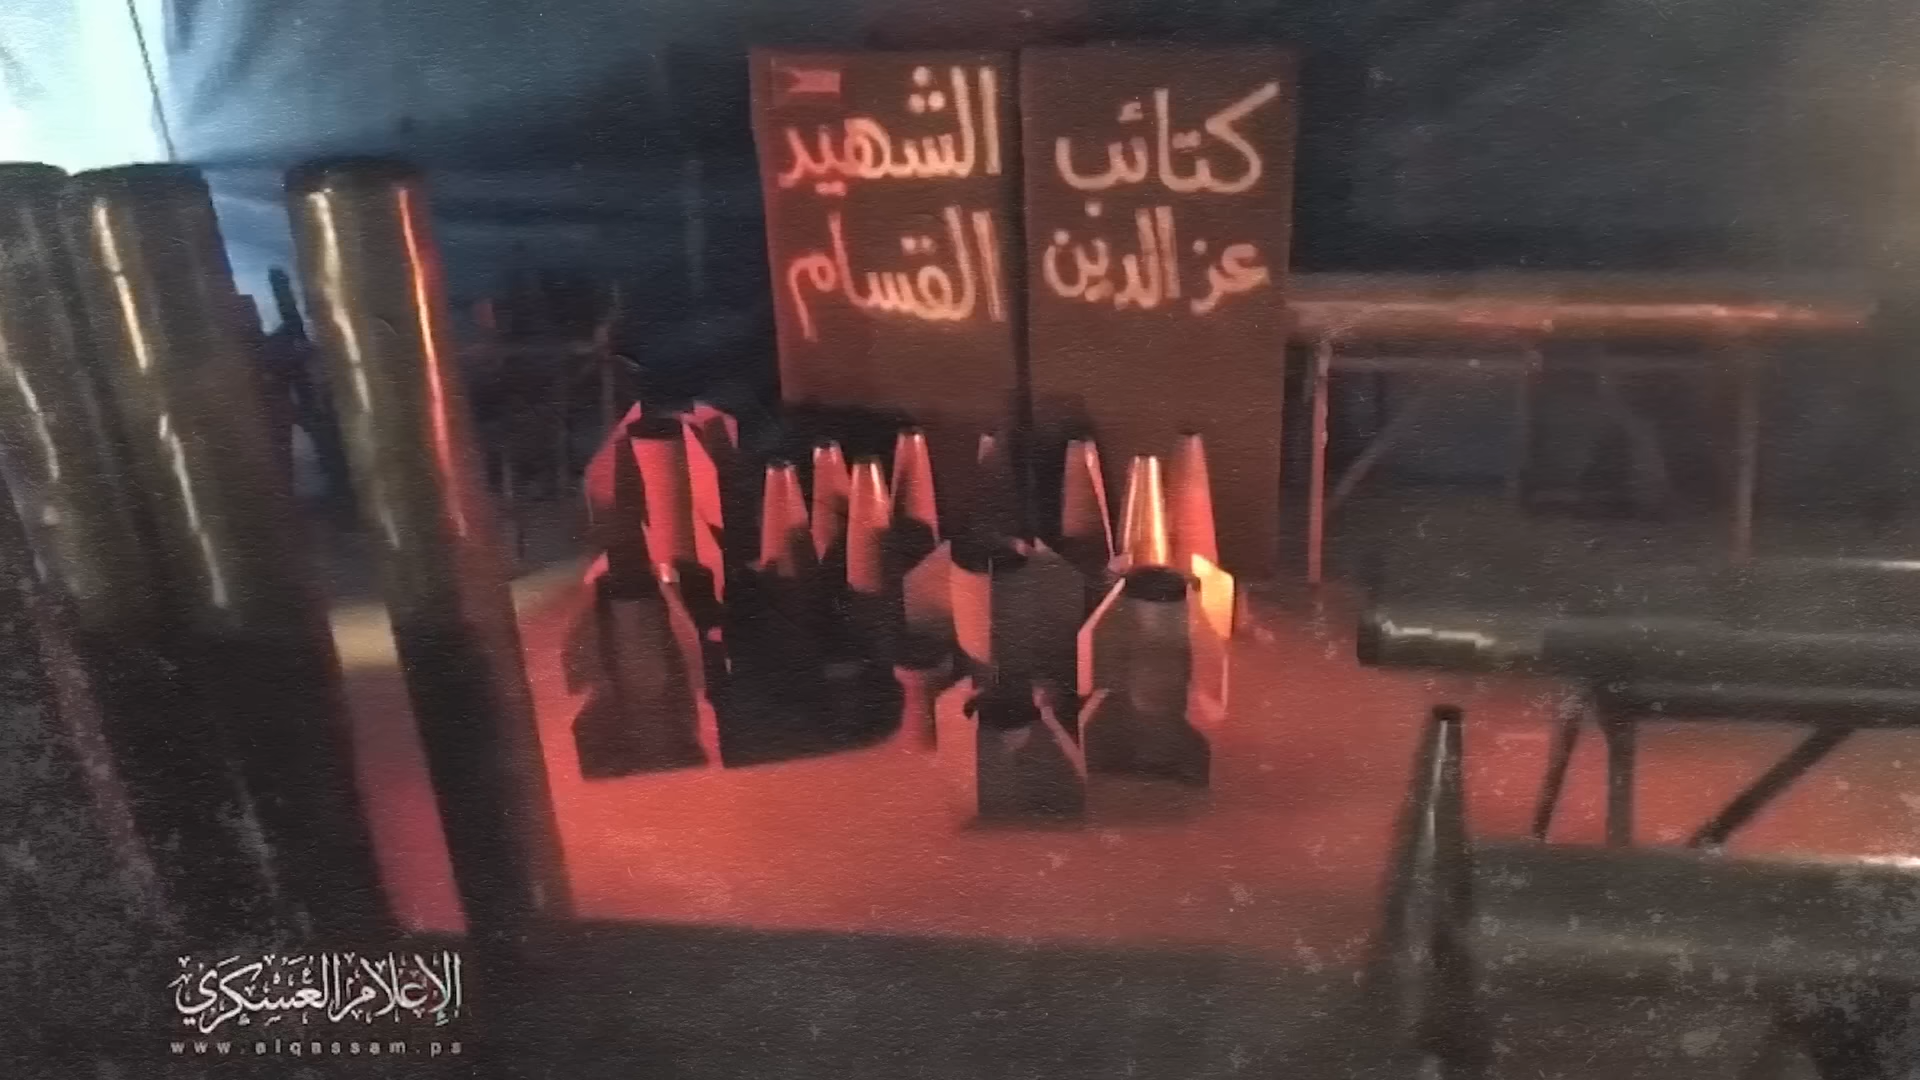 كتائب الشهيد
عز الدين القسام
الإعلام العسكري
www.alqassam.ps